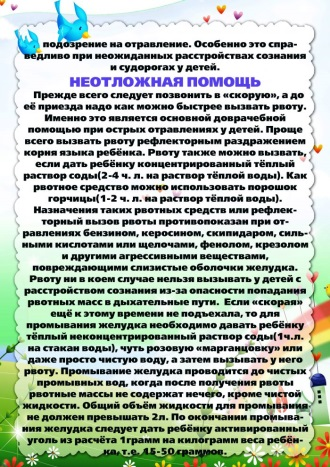 подозрение на отравление. Особенно это спра-
ведливо при неожиданных расстройствах сознания
и судорогах у детей.
НЕОТЛОЖНАЯ ПОМОЩЬ
Прежде всего следует позвонить в «скорую», а до
её приезда надо как можно быстрее вызвать рвоту.
Именно это является основной доврачебной
помощью при острых отравлениях у детей. Проще
всего вызвать рвоту рефлекторным раздражением
корня языка ребёнка. Рвоту также можно вызвать,
если дать ребёнку концентрированный тёплый
раствор соды(2-4 ч. л. на раствор тёплой воды). Как
рвотное средство можно использовать порошок
горчицы(1-2 ч. л. на раствор тёплой воды).
Назначения таких рвотных средств или рефлек-
торный вызов рвоты противопоказан при от-
равлениях бензином, керосином, скипидаром, силь-
ными кислотами или щелочами, фенолом, крезолом
и другими агрессивными веществами,
повреждающими слизистые оболочки желудка.
Рвоту ни в коем случае нельзя вызывать у детей с
расстройством сознания из-за опасности попадания
рвотных масс в дыхательные пути. Если «скорая»
ещё к этому времени не подъехала, то для
промывания желудка необходимо давать ребёнку
тёплый неконцентрированный раствор соды(1ч.л.
на стакан воды), чуть розовую «марганцовку» или
даже просто чистую воду, а затем вызывать у него
рвоту. Промывание желудка проводится до чистых
промывных вод, когда после получения рвоты
рвотные массы не содержат нечего, кроме чистой
жидкости. Общий объём жидкости для промывания
не должен превышать 2л. По окончании промыва-
ния желудка следует дать ребёнку активированный
уголь из расчёта 1грамм на килограмм веса ребён-
ка, т.е. 45-50 граммов.